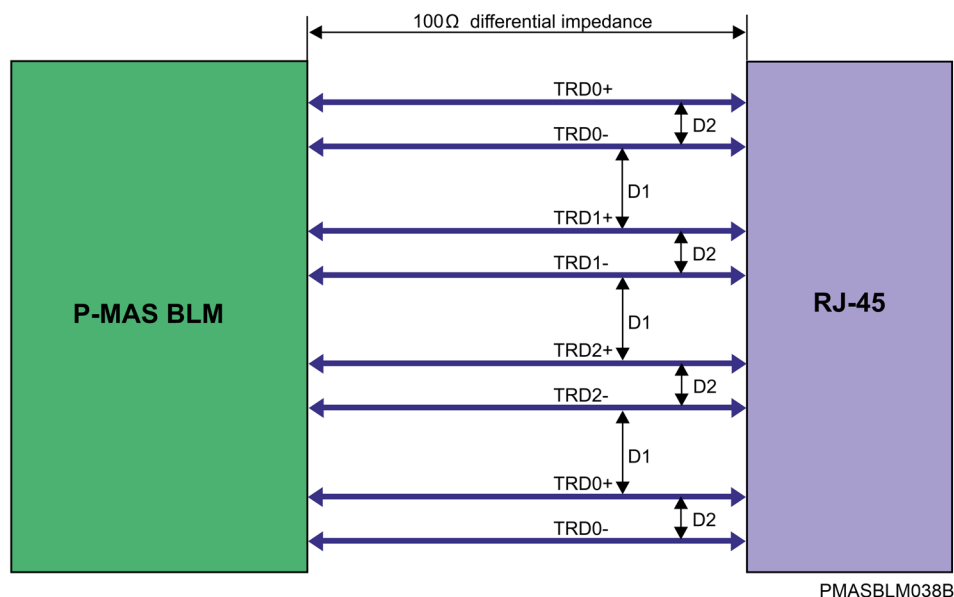 100Ω differential impedance
TRD0+
D2
TRD0-
D1
TRD1+
D2
TRD1-
P-MAS BLM
RJ-45
D1
TRD2+
D2
TRD2-
D1
TRD0+
D2
TRD0-
PMASBLM038B